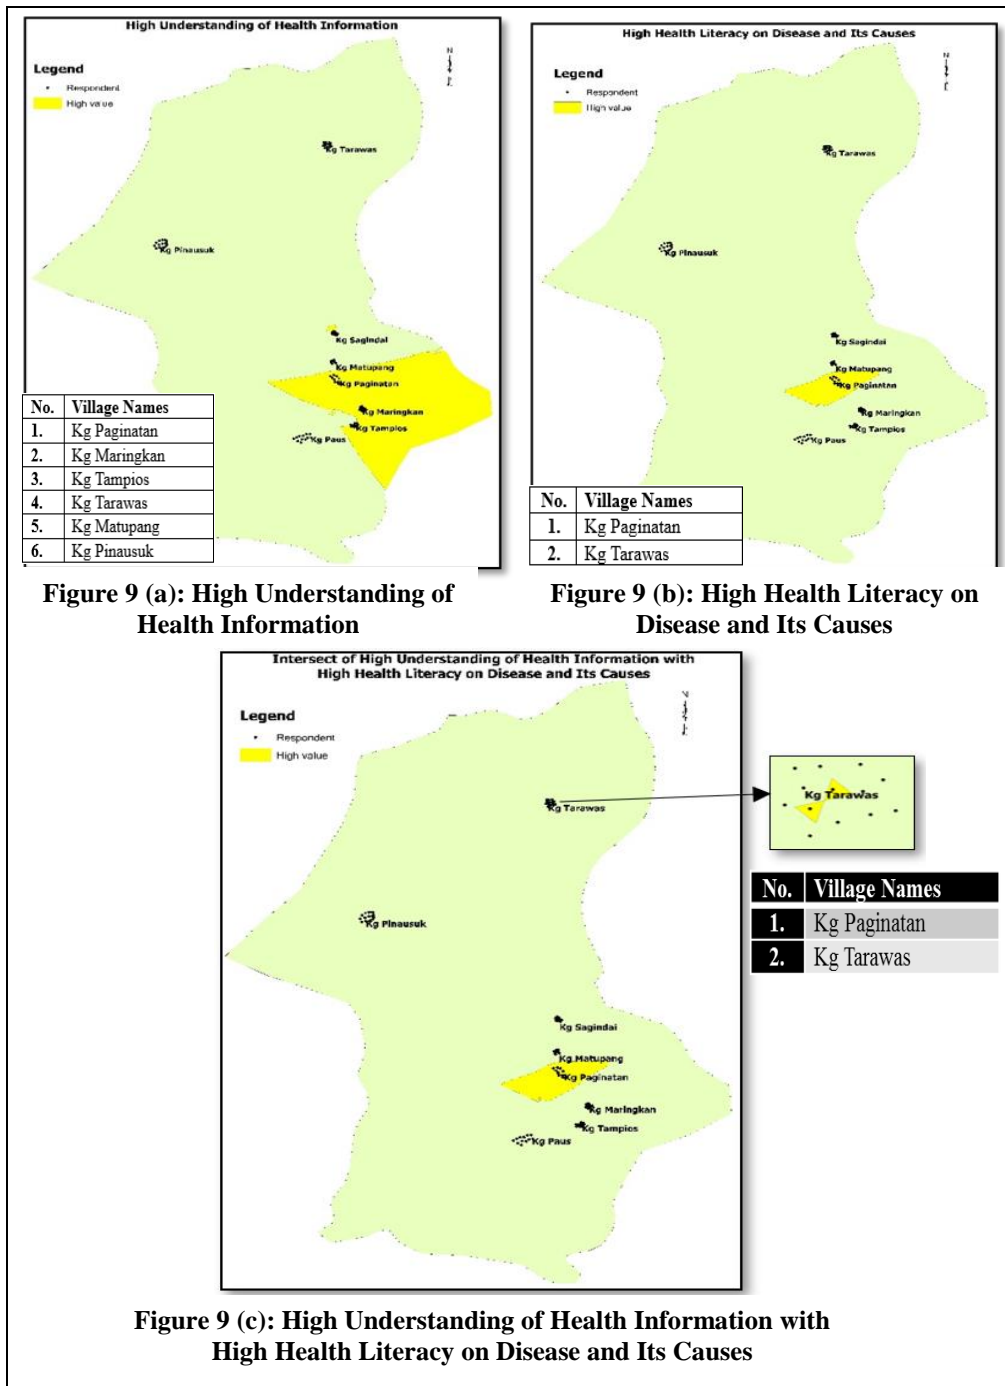 High Understanding of Health Information
N
Legend
Respondent
High value
Kg Tarawas
Kg Pinausuk
Kg Sagindai
Kg Matupang
Kg Paginatan
Kg Maringkan
Kg Tampios
Kg Paus
No. Village Names
1. Kg Paginatan
2. Kg Maringkan
3. Kg Tampios
4. Kg Tarawas
5. Kg Matupang
6. Kg Pinausuk
Figure 9 (a): High Understanding of
Health Information
High Health Literacy on Disease and Its Causes
N
Legend
Respondent
High value
Kg Tarawas
Kg Pinausuk
Kg Sagindai
Kg Matupang
Kg Paginatan
Kg Maringkan
Kg Tampios
Kg Paus
No. Village Names
1. Kg Paginatan
2. Kg Tarawas
Figure 9 (b): High Health Literacy on
Disease and Its Causes
Intersect of High Understanding of Health Information with
High Health Literacy on Disease and Its Causes
Legend
Respondent
High value
Kg Tarawas
Kg Pinausuk
Kg Sagindai
Kg Matupang
Kg Paginatan
Kg Maringkan
Kg Tampios
Kg Paus
Kg Tarawas
No. Village Names
1. Kg Paginatan
2. Kg Tarawas
Figure 9 (c): High Understanding of Health Information with
High Health Literacy on Disease and Its Causes